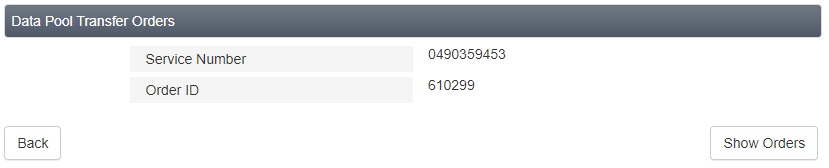 Data Pool Transfer Orders
Service Number 0490359453
Order ID 610299
Back Show Orders